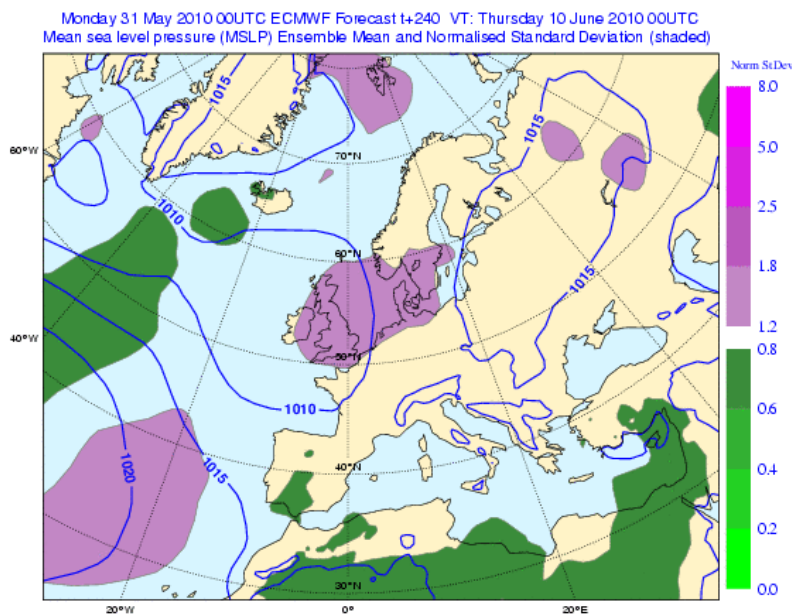 Monday 31 May 2010 00UTC ECMWF Forecast t+240 VT: Thursday 10 June 2010 00UTC
Mean sea level pressure (MSLP) Ensemble Mean and Normalised Standard Deviation (shaded)
Norm StDev
8.0
1015
1015
5.0
60°W
70°N
2.5
1010
60°N
1.8
1015
1.2
40°W
50°N
0.8
1010
0.6
1020
1015
40°N
0.4
0.2
30°N
0.0
20°W
0°
20°E